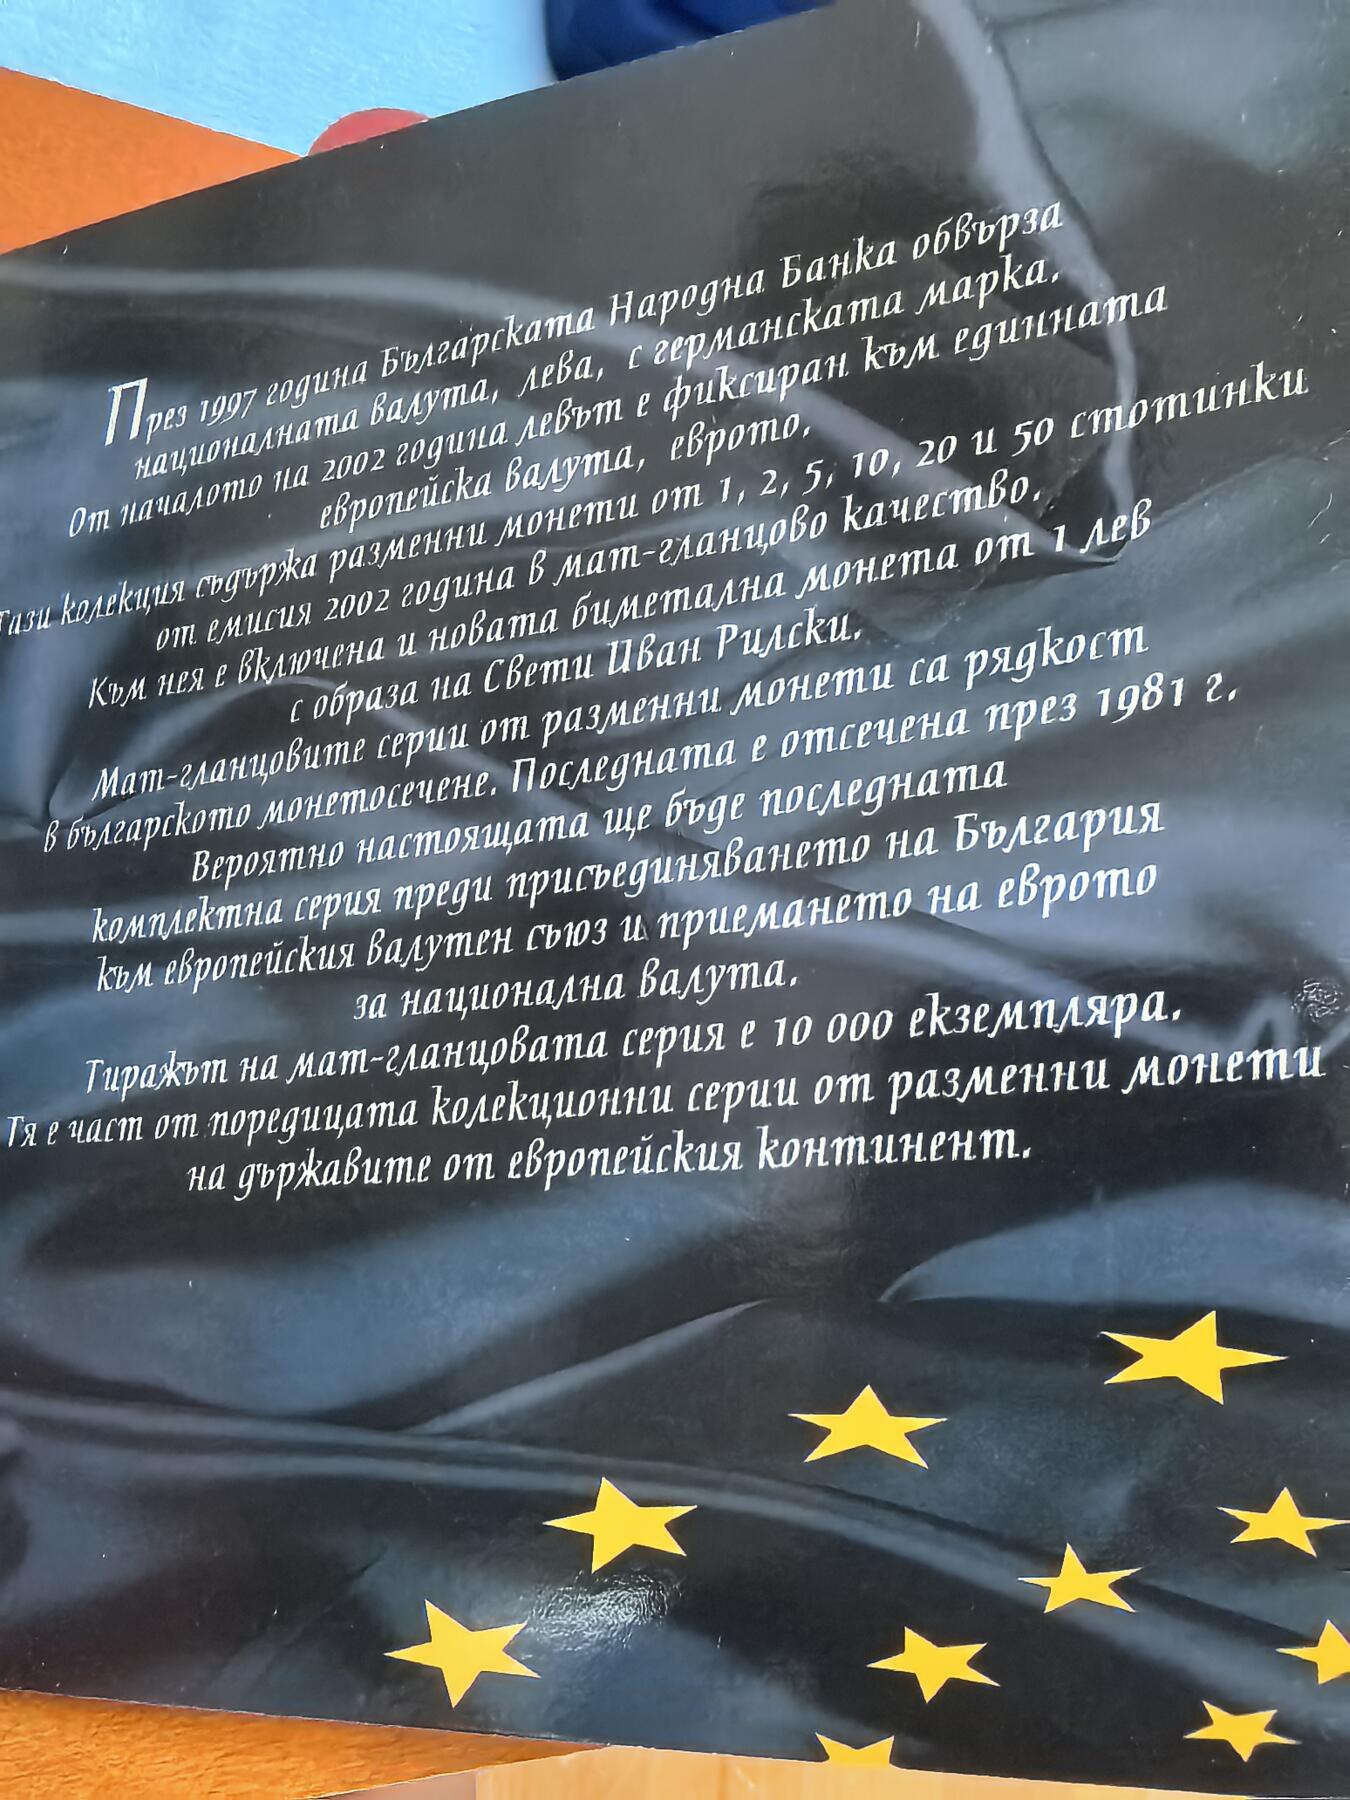 През 1997 година Българската Народна Банка обвърза
националната валута, лева, с германската марка.
От началото на 2002 година левът е фиксиран към единната
европейска валута, еврото.
Тази колекция съдържа разменни монети от 1, 2, 5, 10, 20 и 50 стотинки
от емисия 2002 година в мат-гланцово качество.
Към нея е включена и новата биметална монета от 1 лев
с образа на Свети Иван Рилски.
Мат-гланцовите серии от разменни монети са рядкост
в българското монетосечене. Последната е отсечена през 1981 г.
Вероятно настоящата ще бъде последната
комплектна серия преди присъединяването на България
към европейския валутен съюз и приемането на еврото
за национална валута.
Тиражът на мат-гланцовата серия е 10 000 екземпляра.
Тя е част от поредицата колекционни серии от разменни монети
на държавите от европейския континент.